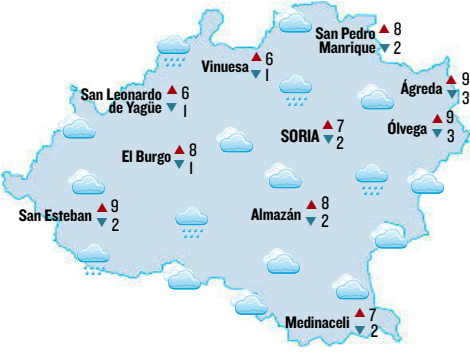 San Pedro 8
Manrique 2
Vinuesa 6
1
Ágreda 9
3
San Leonardo 6
de Yagüe 1
Ólvega 9
3
SORIA 7
2
El Burgo 8
1
San Esteban 9
2
Almazán 8
2
Medinaceli 7
2